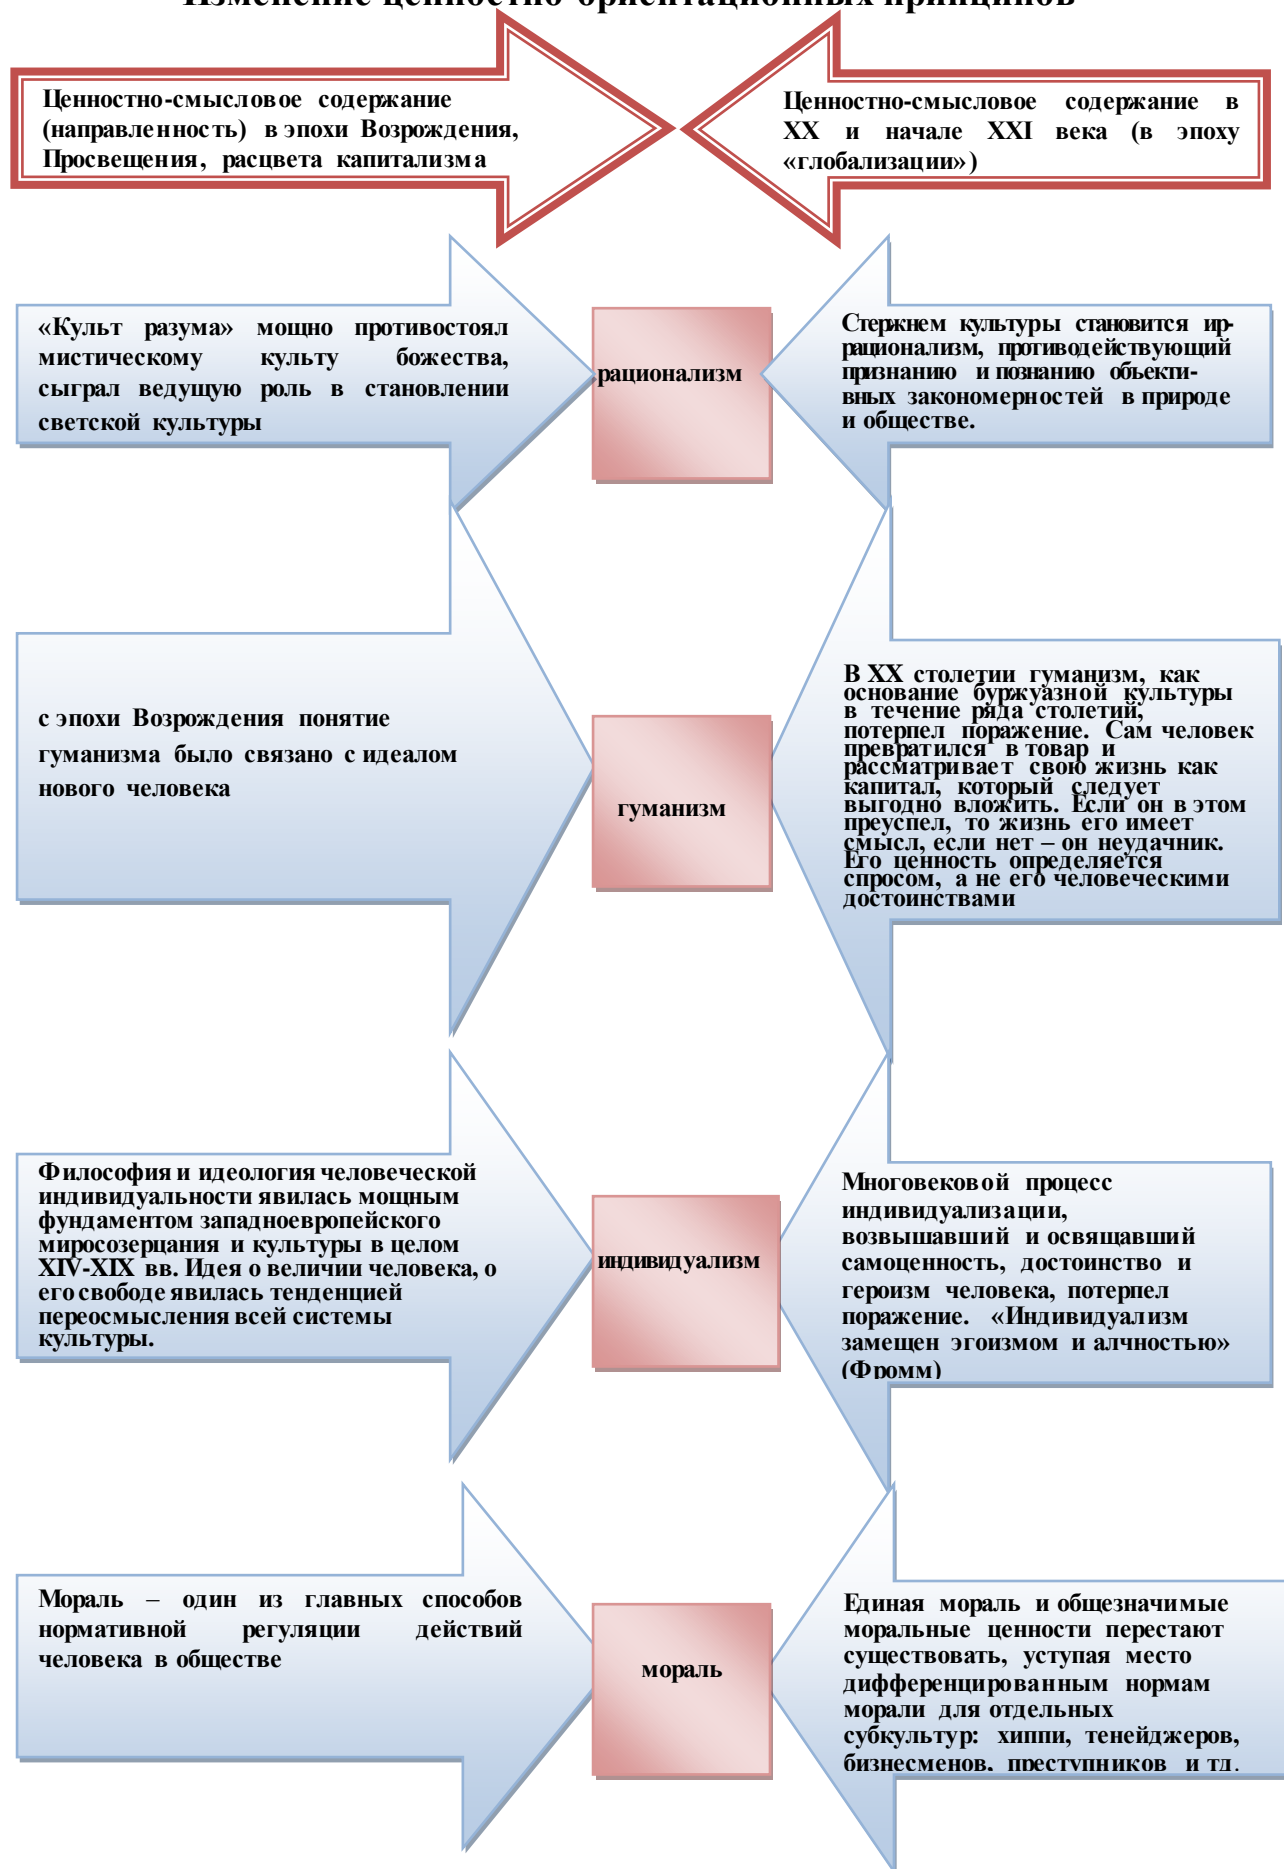 Изменение ценностно-ориентационных принципов
Ценностно-смысловое содержание
(направленность) в эпохи Возрождения,
Просвещения, расцвета капитализма
Ценностно-смысловое содержание в
XX и начале XXI века (в эпоху
«глобализации»)
«Культ разума» мощно противостоял
мистическому культу божества,
сыграл ведущую роль в становлении
светской культуры
рационализм
Стержнем культуры становится ир-
рационализм, противодействующий
признанию и познанию объекти-
вных закономерностей в природе
и обществе.
с эпохи Возрождения понятие
гуманизма было связано с идеалом
нового человека
гуманизм
В XX столетии гуманизм, как
основание буржуазной культуры
в течение ряда столетий,
потерпел поражение. Сам человек
превратился в товар и
рассматривает свою жизнь как
капитал, который следует
выгодно вложить. Если он в этом
преуспел, то жизнь его имеет
смысл, если нет – он неудачник.
Его ценность определяется
спросом, а не его человеческими
достоинствами
Философия и идеология человеческой
индивидуальности явилась мощным
фундаментом западноевропейского
миросозерцания и культуры в целом
XIV-XIX вв. Идея о величии человека, о
его свободе явилась тенденцией
переосмысления всей системы
культуры.
индивидуализм
Многовековой процесс
индивидуализации,
возвышавший и освящавший
самоценность, достоинство и
героизм человека, потерпел
поражение. «Индивидуализм
замещен эгоизмом и алчностью»
(Фромм)
Мораль – один из главных способов
нормативной регуляции действий
человека в обществе
мораль
Единая мораль и общезначимые
моральные ценности перестают
существовать, уступая место
дифференцированным нормам
морали для отдельных
субкультур: хиппи, тенейджеров,
бизнесменов, преступников и тд.